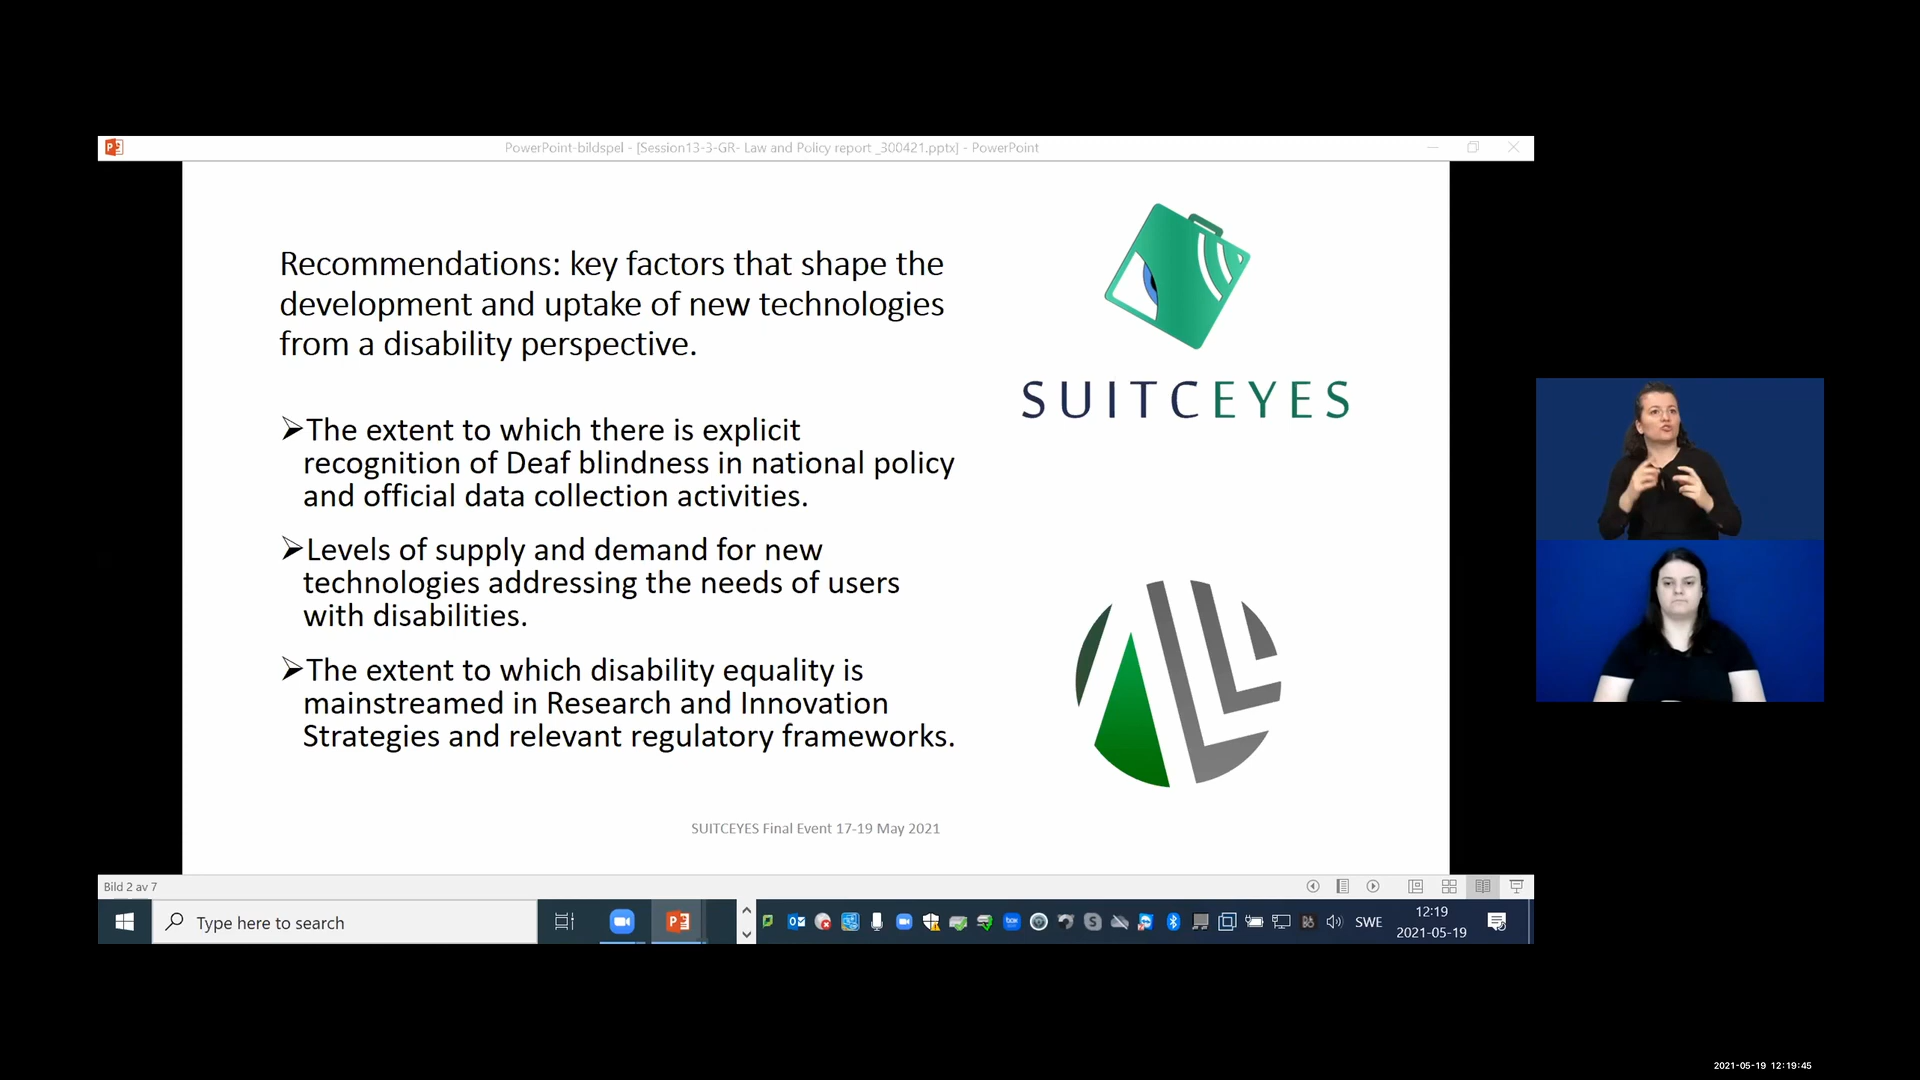 PowerPoint-bildspel - [Session13-3-GR- Law and Policy report _300421.pptx] - PowerPoint
Recommendations: key factors that shape the
development and uptake of new technologies
from a disability perspective.
➢The extent to which there is explicit
recognition of Deaf blindness in national policy
and official data collection activities.
➢Levels of supply and demand for new
technologies addressing the needs of users
with disabilities.
➢The extent to which disability equality is
mainstreamed in Research and Innovation
Strategies and relevant regulatory frameworks.
SUITCEYES
ALL
SUITCEYES Final Event 17-19 May 2021
Bild 2 av 7
Type here to search
SWE
12:19
2021-05-19
2021-05-19 12:19:45